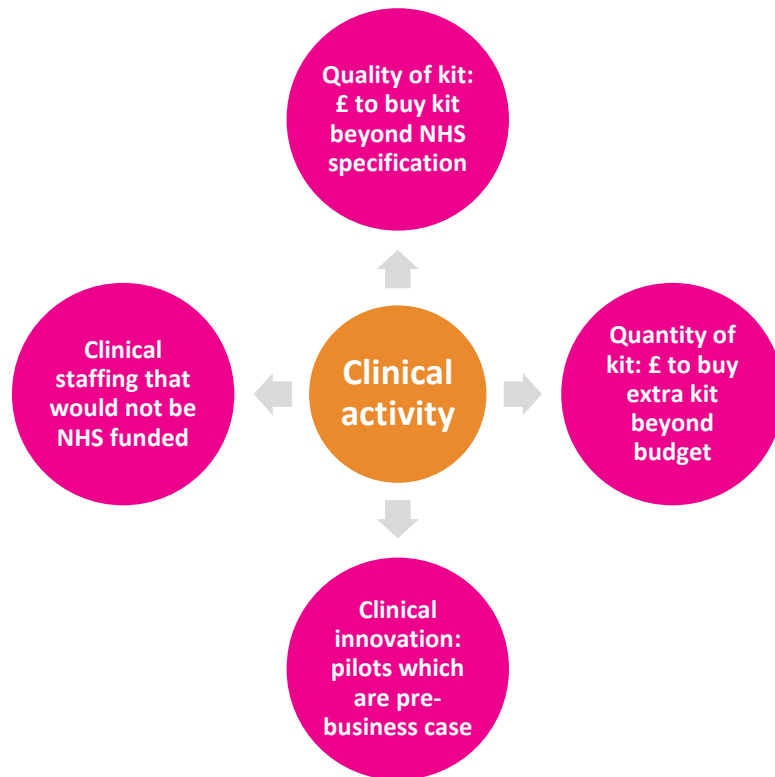 Quality of kit:
£ to buy kit
beyond NHS
specification
Clinical
staffing that
would not be
NHS funded
Clinical
activity
Quantity of
kit: £ to buy
extra kit
beyond
budget
Clinical
innovation:
pilots which
are pre-
business case